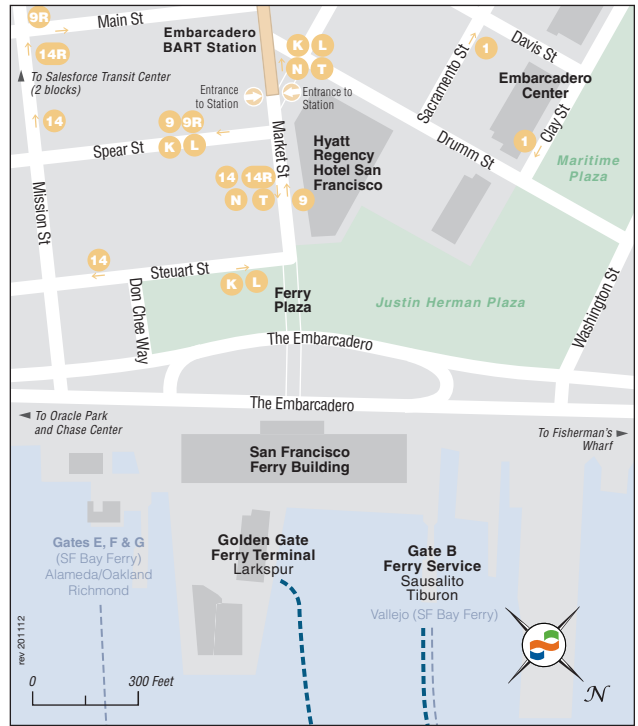 9R
Main St
Embarcadero
BART Station
K
L
N
T
14R
To Salesforce Transit Center
(2 blocks)
Entrance
to Station
Entrance to
Station
Sacramento St
1
Davis St
Embarcadero
Center
Clay St
1
Drumm St
Maritime
Plaza
14
9
9R
K
L
Spear St
Market St
Hyatt
Regency
Hotel San
Francisco
14
14R
N
T
9
Mission St
14
Steuart St
K
L
Don Chee Way
Ferry
Plaza
Justin Herman Plaza
Washington St
The Embarcadero
The Embarcadero
To Oracle Park
and Chase Center
To Fisherman's
Wharf
San Francisco
Ferry Building
Gates E, F & G
(SF Bay Ferry)
Alameda/Oakland
Richmond
Golden Gate
Ferry Terminal
Larkspur
Gate B
Ferry Service
Sausalito
Tiburon
Vallejo (SF Bay Ferry)
rev 201112
0
300 Feet
N